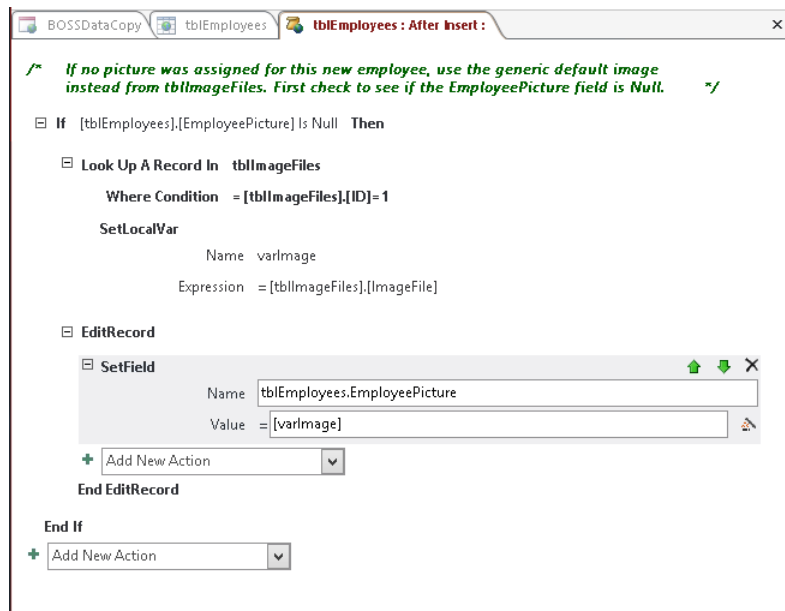 BOSSDataCopy tblEmployees tblEmployees : After Insert :
/* If no picture was assigned for this new employee, use the generic default image
instead from tblImageFiles. First check to see if the EmployeePicture field is Null. */
If [tblEmployees].[EmployeePicture] Is Null Then
Look Up A Record In tblImageFiles
Where Condition = [tblImageFiles].[ID]=1
SetLocalVar
Name varImage
Expression = [tblImageFiles].[ImageFile]
EditRecord
SetField
Name tblEmployees.EmployeePicture
Value = [varImage]
Add New Action
End EditRecord
End If
Add New Action